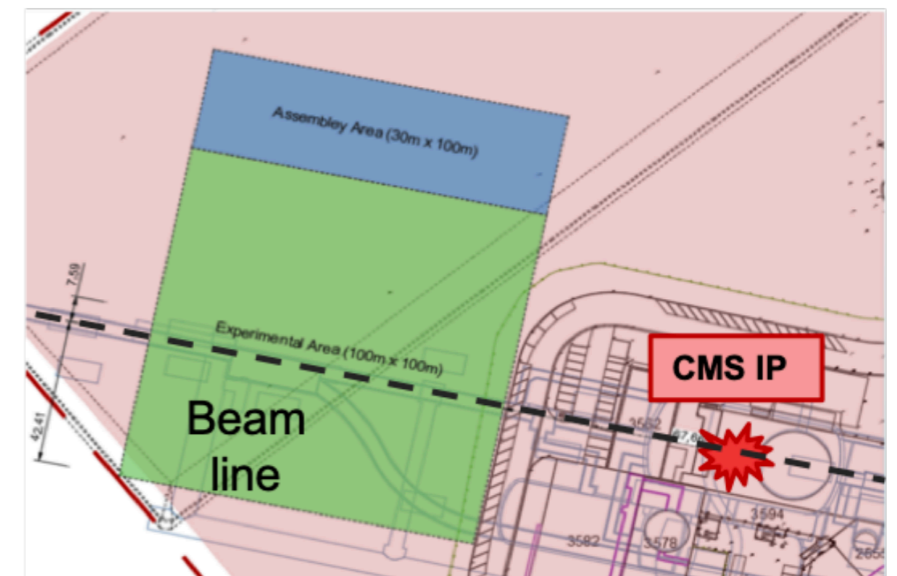 Assembley Area (30m x 100m)
7.59
Experimental Area (100m x 100m)
CMS IP
Beam
line
42.41
3562
67.6
3594
3582
3578